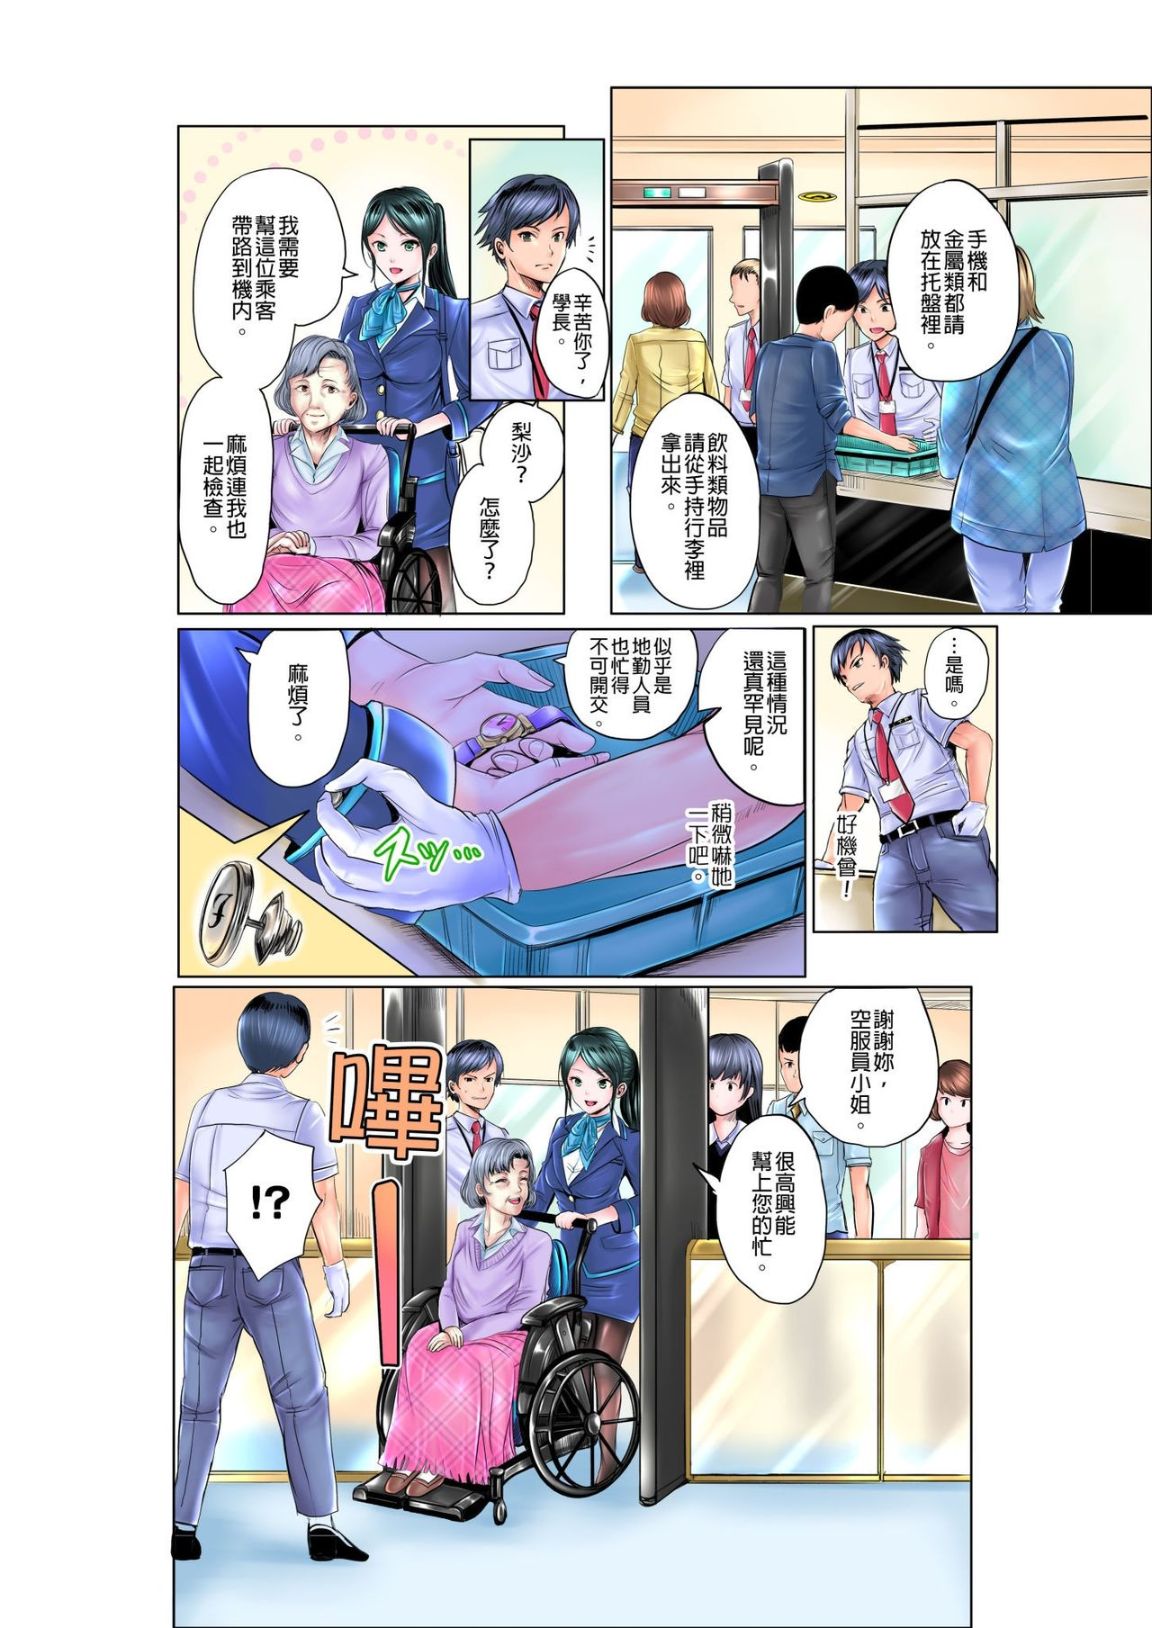 手機和
金屬類都請
放在托盤裡。
飲料類物品
請從手持行李裡
拿出來。
辛苦你了，
學長。
梨沙？
怎麼了？
我需要
幫這位乘客
帶路到機內。
麻煩連我也
一起檢查。
…是嗎。
好機會！
這種情況
還真罕見呢。
似乎是
地勤人員
也忙得
不可開交。
稍微嚇她
一下吧。
麻煩了。
スッ…
J
謝謝妳，
空服員小姐。
很高興能
幫上您的忙。
嗶！
!?